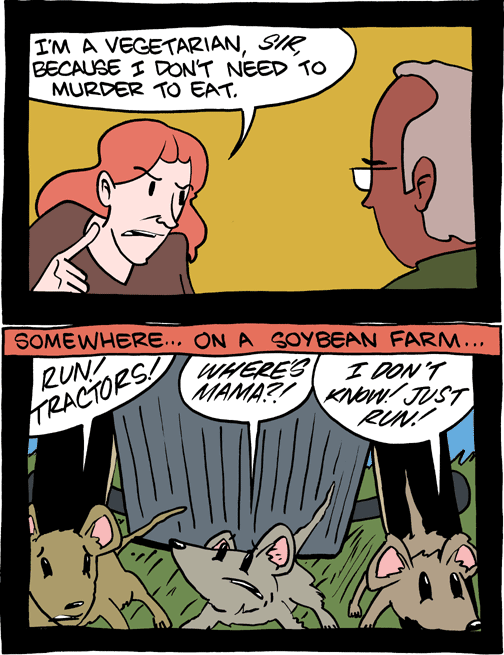 I'M A VEGETARIAN, SIR,
BECAUSE I DON'T NEED TO
MURDER TO EAT.
SOMEWHERE... ON A SOYBEAN FARM...
RUN!
TRACTORS!
WHERE'S
MAMA?!
I DON'T
KNOW! JUST
RUN!